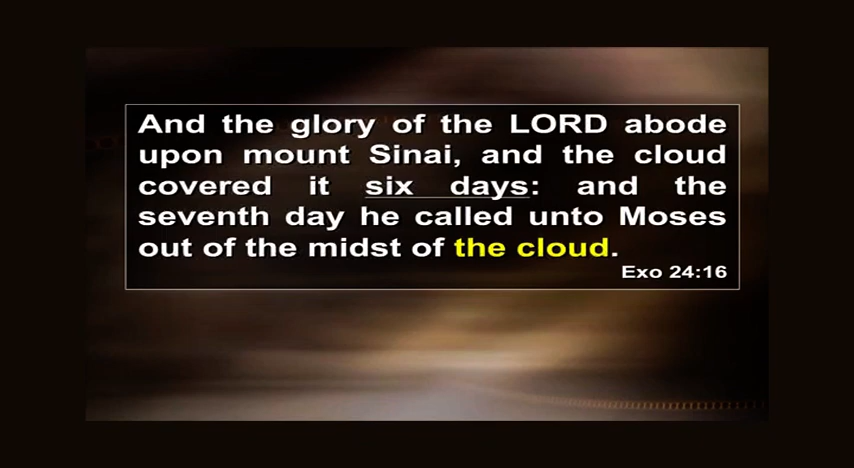 And the glory of the LORD abode
upon mount Sinai, and the cloud
covered it six days: and the
seventh day he called unto Moses
out of the midst of the cloud.
Exo 24:16